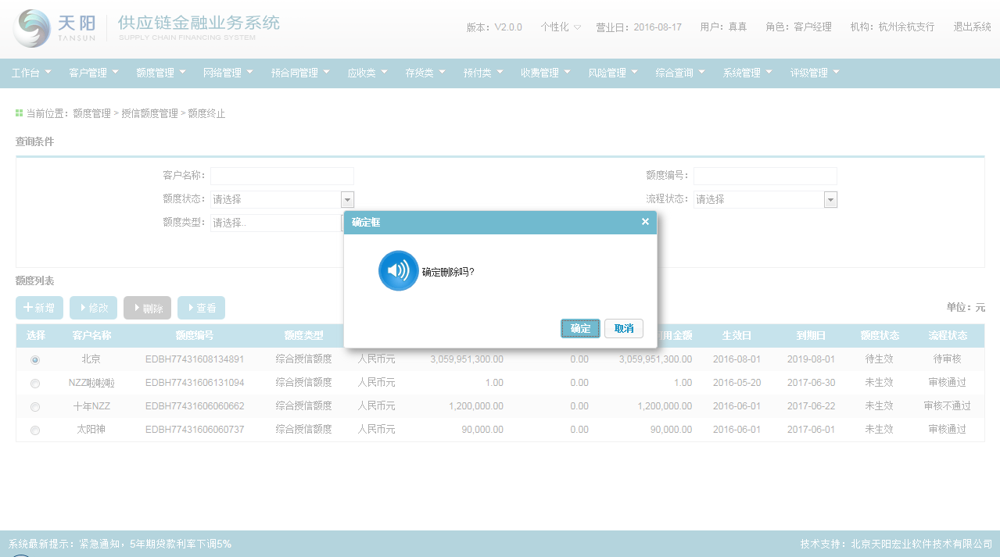 天阳 TANSUN 供应链金融业务系统 SUPPLY CHAIN FINANCING SYSTEM
版本：V2.0.0 个性化 营业日：2016-08-17 用户：真真 角色：客户经理 机构：杭州余杭支行 退出系统
工作台 客户管理 额度管理 网络管理 预合同管理 应收类 存货类 预付类 收费管理 风险管理 综合查询 系统管理 评级管理
当前位置：额度管理 > 授信额度管理 > 额度终止
查询条件
客户名称： 额度编号：
额度状态：请选择 流程状态：请选择
额度类型：请选择..
确定框 ×
确定删除吗?
确定 取消
额度列表
新增 修改 删除 查看 单位：元
选择 客户名称 额度编号 额度类型 用金额 生效日 到期日 额度状态 流程状态
北京 EDBH77431608134891 综合授信额度 人民币元 3,059,951,300.00 0.00 3,059,951,300.00 2016-08-01 2019-08-01 待生效 待审核
NZZ啦啦啦 EDBH77431606131094 综合授信额度 人民币元 1.00 0.00 1.00 2016-05-20 2017-06-30 未生效 审核通过
十年NZZ EDBH77431606060662 综合授信额度 人民币元 1,200,000.00 0.00 1,200,000.00 2016-06-01 2017-06-22 未生效 审核不通过
太阳神 EDBH77431606060737 综合授信额度 人民币元 90,000.00 0.00 90,000.00 2016-06-01 2017-06-01 未生效 审核通过
系统最新提示：紧急通知，5年期贷款利率下调5% 技术支持：北京天阳宏业软件技术有限公司